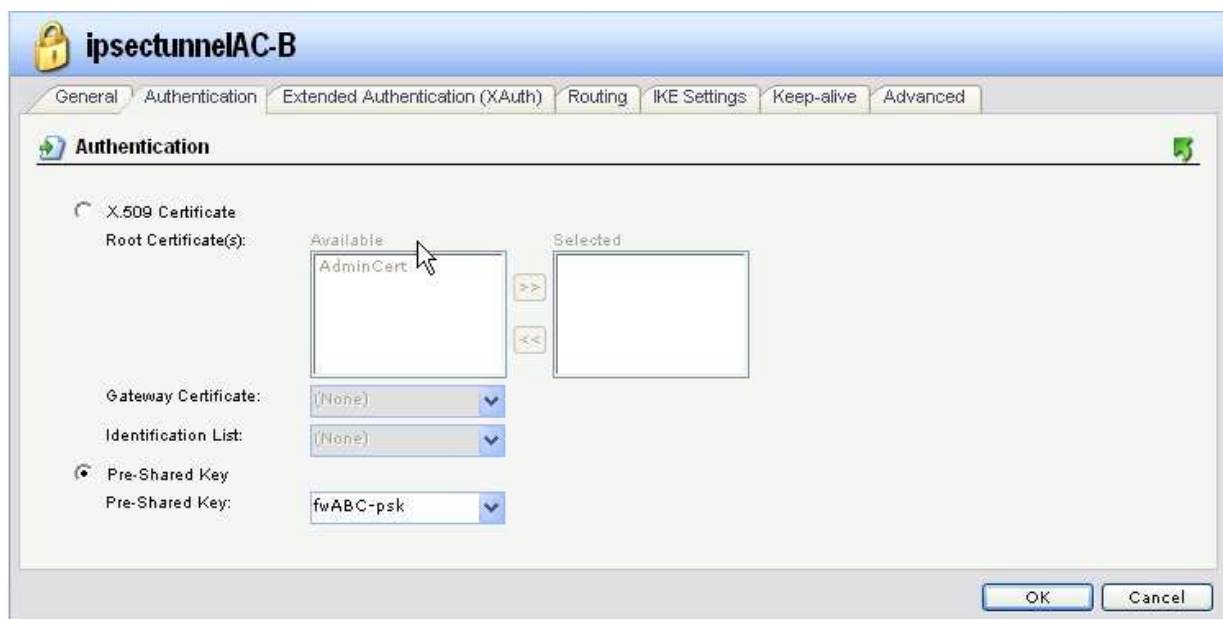 ipsectunnelAC-B
General Authentication Extended Authentication (XAuth) Routing IKE Settings Keep-alive Advanced
Authentication
X.509 Certificate
Root Certificate(s): Available Selected
AdminCert
>>
<<
Gateway Certificate: (None)
Identification List: (None)
Pre-Shared Key
Pre-Shared Key: fwABC-psk
OK Cancel